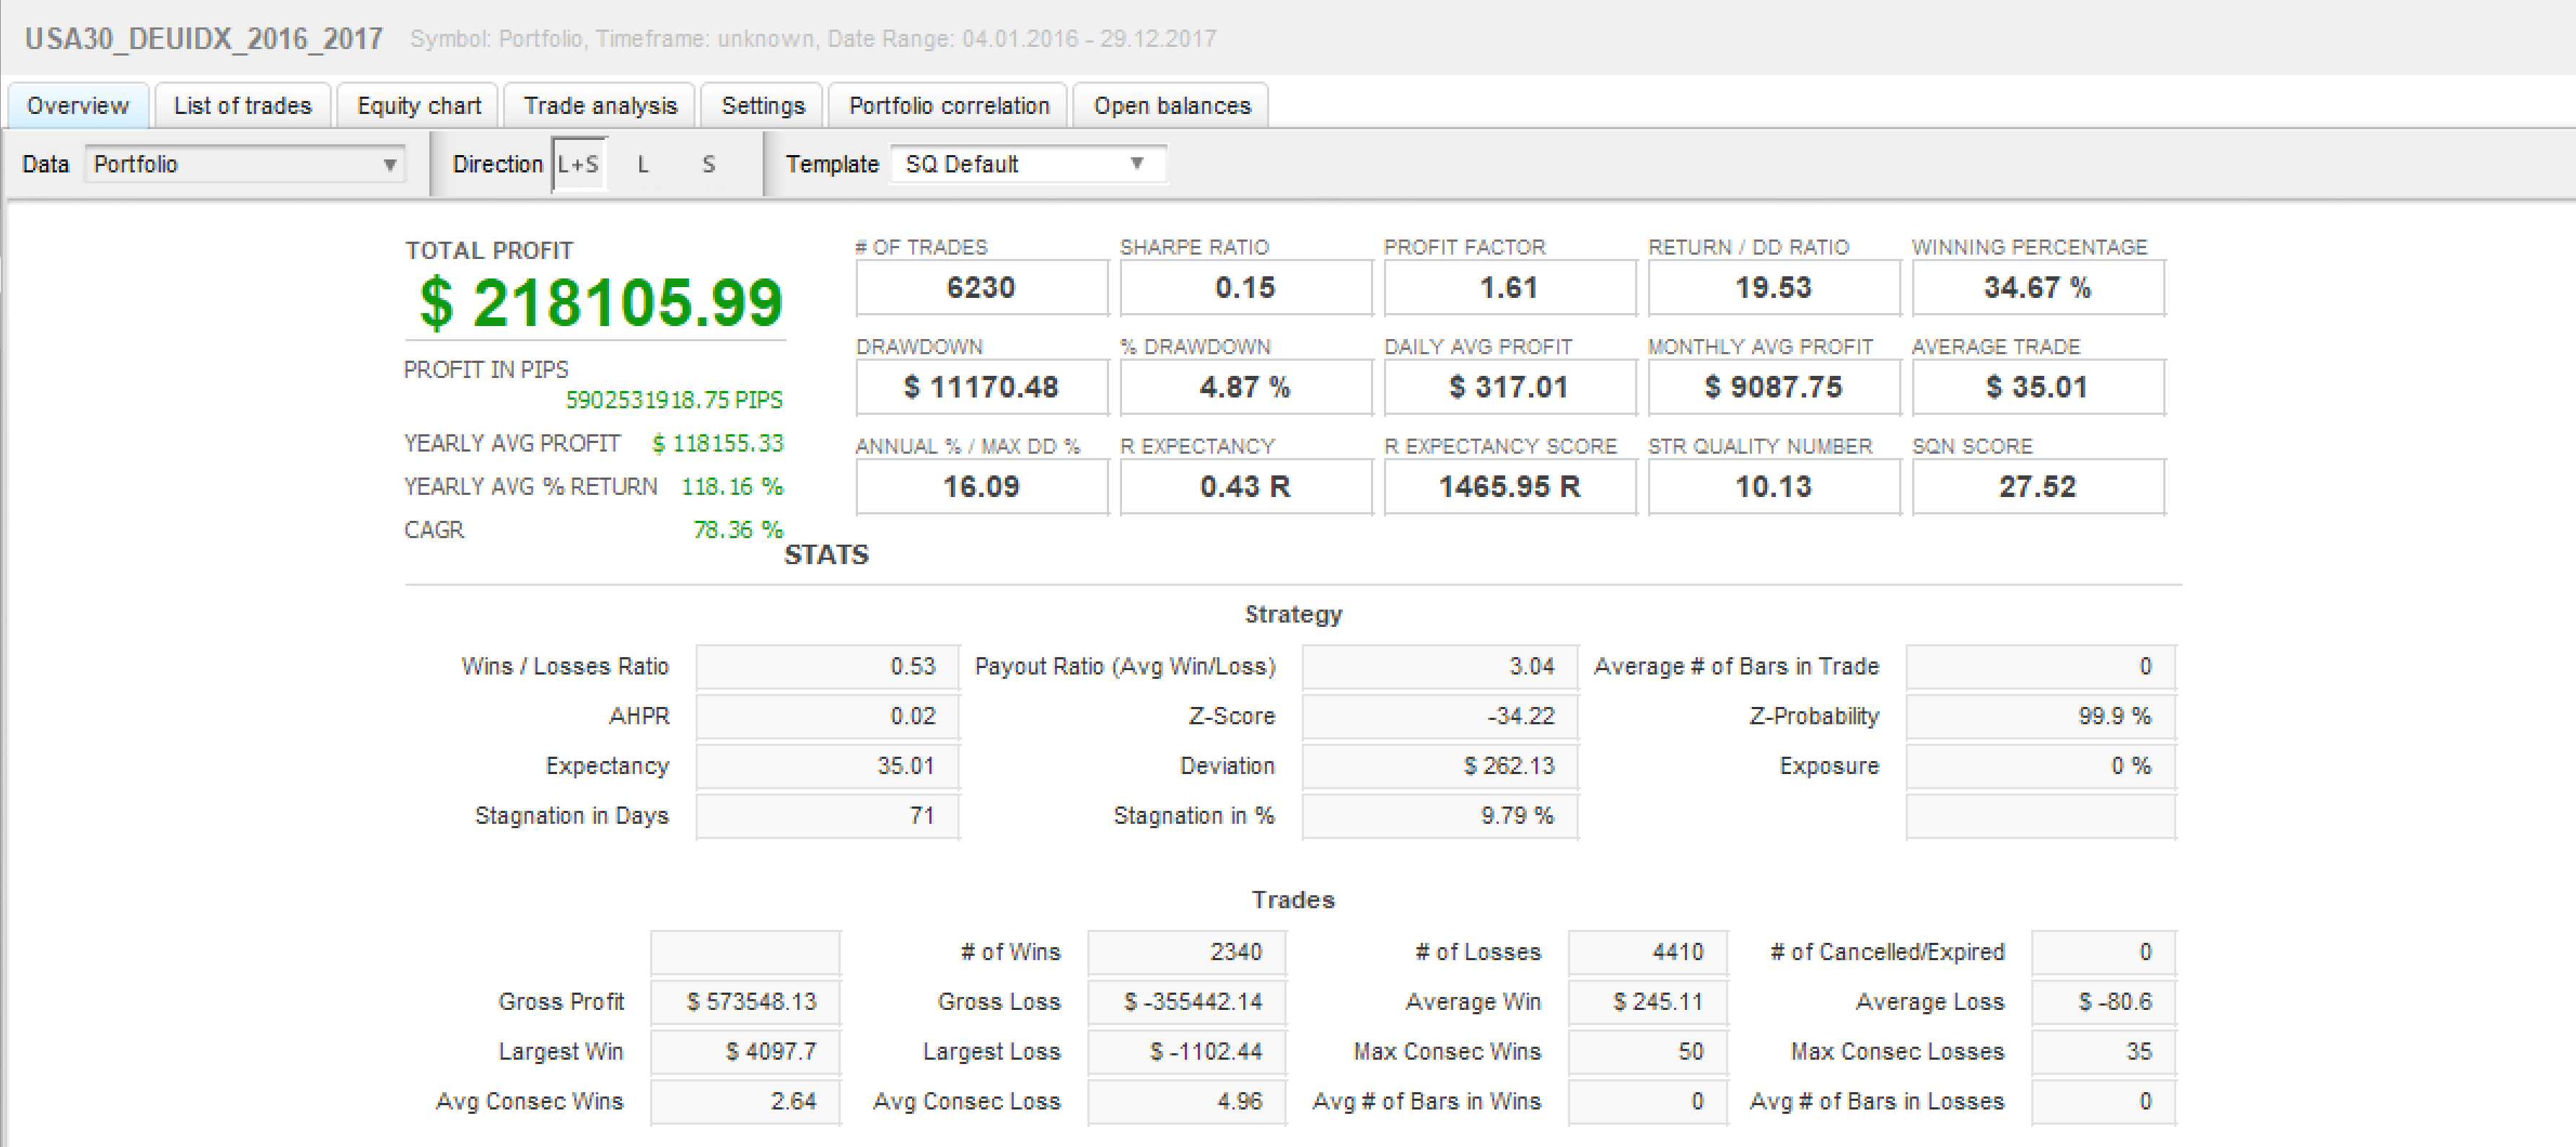 USA30_DEUIDX_2016_2017 Symbol: Portfolio, Timeframe: unknown, Date Range: 04.01.2016 - 29.12.2017
Overview List of trades Equity chart Trade analysis Settings Portfolio correlation Open balances
Data Portfolio Direction L+S L S Template SQ Default
TOTAL PROFIT
$ 218105.99
PROFIT IN PIPS
5902531918.75 PIPS
YEARLY AVG PROFIT $ 118155.33
YEARLY AVG % RETURN 118.16 %
CAGR 78.36 %
# OF TRADES SHARPE RATIO PROFIT FACTOR RETURN / DD RATIO WINNING PERCENTAGE
6230 0.15 1.61 19.53 34.67 %
DRAWDOWN % DRAWDOWN DAILY AVG PROFIT MONTHLY AVG PROFIT AVERAGE TRADE
$ 11170.48 4.87 % $ 317.01 $ 9087.75 $ 35.01
ANNUAL % / MAX DD % R EXPECTANCY R EXPECTANCY SCORE STR QUALITY NUMBER SQN SCORE
16.09 0.43 R 1465.95 R 10.13 27.52
STATS
Strategy
Wins / Losses Ratio 0.53 Payout Ratio (Avg Win/Loss) 3.04 Average # of Bars in Trade 0
AHPR 0.02 Z-Score -34.22 Z-Probability 99.9 %
Expectancy 35.01 Deviation $ 262.13 Exposure 0 %
Stagnation in Days 71 Stagnation in % 9.79 %
Trades
# of Wins 2340 # of Losses 4410 # of Cancelled/Expired 0
Gross Profit $ 573548.13 Gross Loss $ -355442.14 Average Win $ 245.11 Average Loss $ -80.6
Largest Win $ 4097.7 Largest Loss $ -1102.44 Max Consec Wins 50 Max Consec Losses 35
Avg Consec Wins 2.64 Avg Consec Loss 4.96 Avg # of Bars in Wins 0 Avg # of Bars in Losses 0